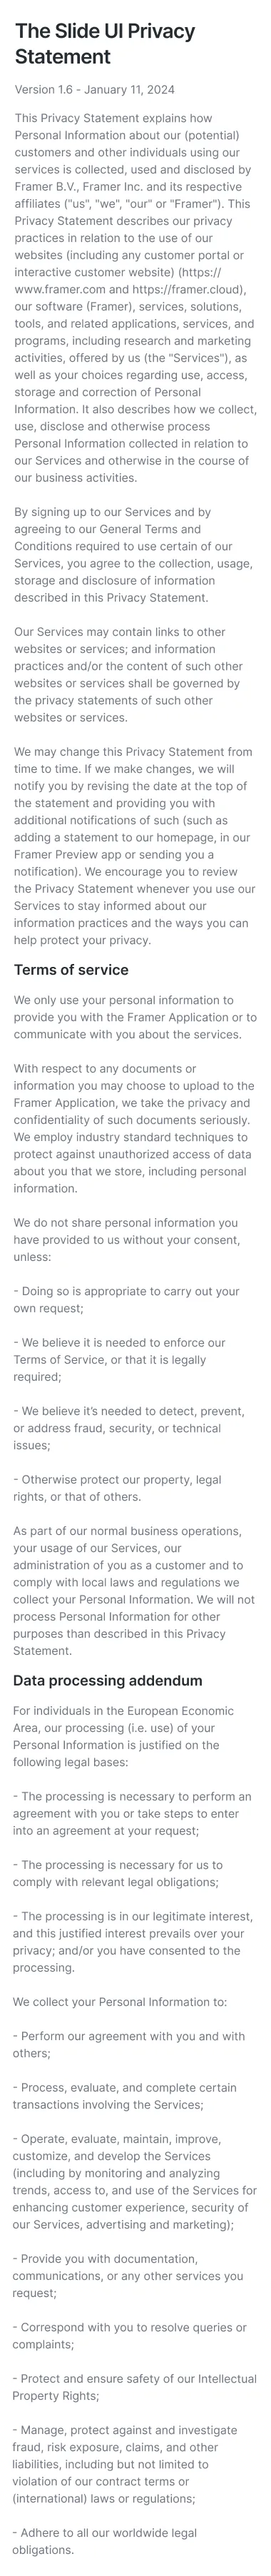 The Slide UI Privacy
Statement
Version 1.6 - January 11, 2024
This Privacy Statement explains how
Personal Information about our (potential)
customers and other individuals using our
services is collected, used and disclosed by
Framer B.V., Framer Inc. and its respective
affiliates ("us", "we", "our" or "Framer"). This
Privacy Statement describes our privacy
practices in relation to the use of our
websites (including any customer portal or
interactive customer website) (https://
www.framer.com and https://framer.cloud),
our software (Framer), services, solutions,
tools, and related applications, services, and
programs, including research and marketing
activities, offered by us (the "Services"), as
well as your choices regarding use, access,
storage and correction of Personal
Information. It also describes how we collect,
use, disclose and otherwise process
Personal Information collected in relation to
our Services and otherwise in the course of
our business activities.
By signing up to our Services and by
agreeing to our General Terms and
Conditions required to use certain of our
Services, you agree to the collection, usage,
storage and disclosure of information
described in this Privacy Statement.
Our Services may contain links to other
websites or services; and information
practices and/or the content of such other
websites or services shall be governed by
the privacy statements of such other
websites or services.
We may change this Privacy Statement from
time to time. If we make changes, we will
notify you by revising the date at the top of
the statement and providing you with
additional notifications of such (such as
adding a statement to our homepage, in our
Framer Preview app or sending you a
notification). We encourage you to review
the Privacy Statement whenever you use our
Services to stay informed about our
information practices and the ways you can
help protect your privacy.
Terms of service
We only use your personal information to
provide you with the Framer Application or to
communicate with you about the services.
With respect to any documents or
information you may choose to upload to the
Framer Application, we take the privacy and
confidentiality of such documents seriously.
We employ industry standard techniques to
protect against unauthorized access of data
about you that we store, including personal
information.
We do not share personal information you
have provided to us without your consent,
unless:
- Doing so is appropriate to carry out your
own request;
- We believe it is needed to enforce our
Terms of Service, or that it is legally
required;
- We believe it's needed to detect, prevent,
or address fraud, security, or technical
issues;
- Otherwise protect our property, legal
rights, or that of others.
As part of our normal business operations,
your usage of our Services, our
administration of you as a customer and to
comply with local laws and regulations we
collect your Personal Information. We will not
process Personal Information for other
purposes than described in this Privacy
Statement.
Data processing addendum
For individuals in the European Economic
Area, our processing (i.e. use) of your
Personal Information is justified on the
following legal bases:
- The processing is necessary to perform an
agreement with you or take steps to enter
into an agreement at your request;
- The processing is necessary for us to
comply with relevant legal obligations;
- The processing is in our legitimate interest,
and this justified interest prevails over your
privacy; and/or you have consented to the
processing.
We collect your Personal Information to:
- Perform our agreement with you and with
others;
- Process, evaluate, and complete certain
transactions involving the Services;
- Operate, evaluate, maintain, improve,
customize, and develop the Services
(including by monitoring and analyzing
trends, access to, and use of the Services for
enhancing customer experience, security of
our Services, advertising and marketing);
- Provide you with documentation,
communications, or any other services you
request;
- Correspond with you to resolve queries or
complaints;
- Protect and ensure safety of our Intellectual
Property Rights;
- Manage, protect against and investigate
fraud, risk exposure, claims, and other
liabilities, including but not limited to
violation of our contract terms or
(international) laws or regulations;
- Adhere to all our worldwide legal
obligations.